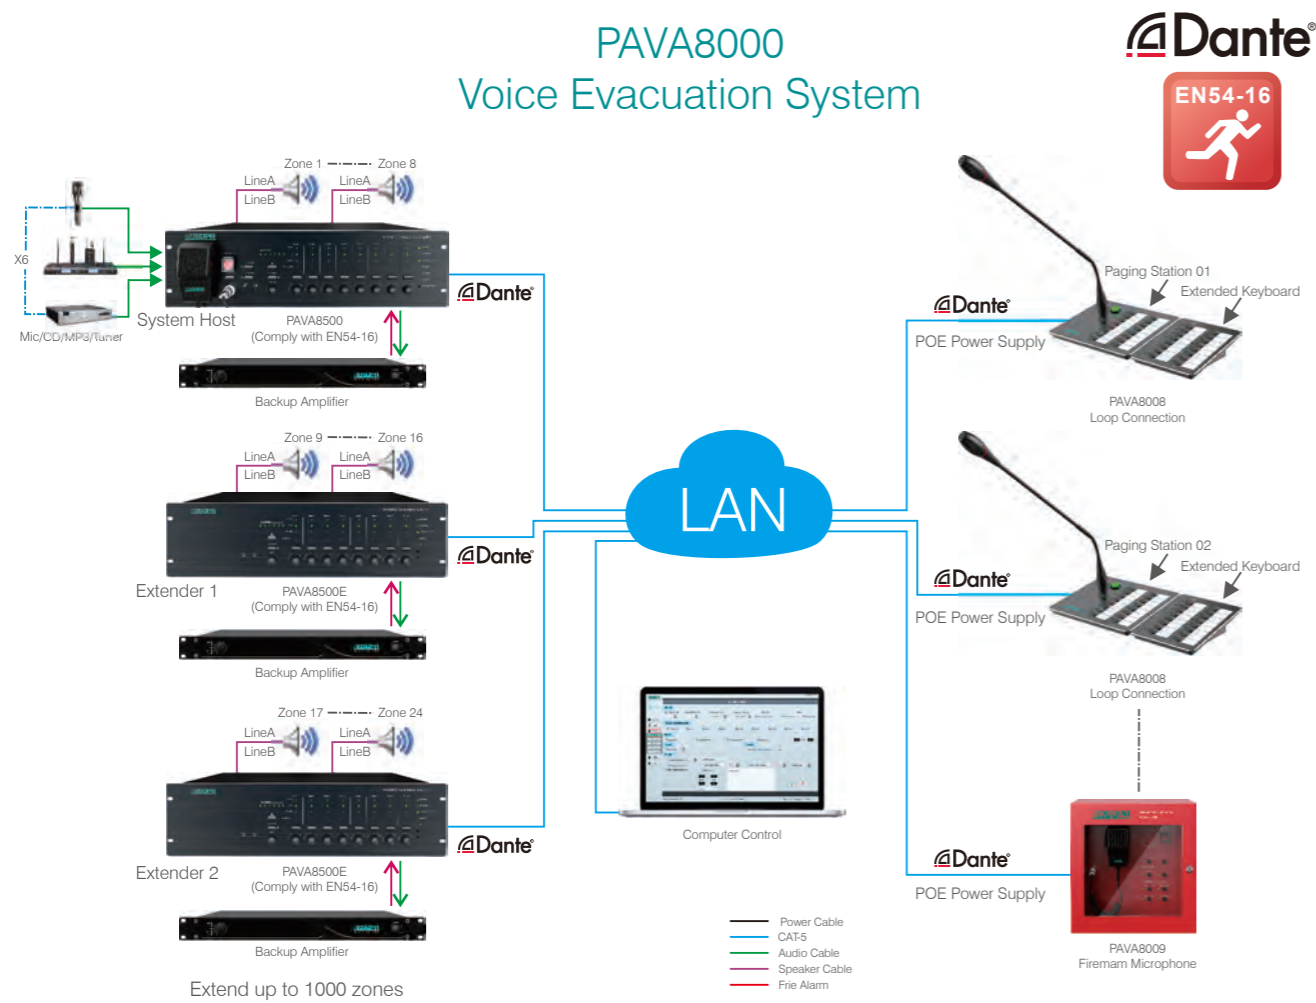 PAVA8000
Voice Evacuation System
Dante®
EN54-16
Zone 1
Zone 8
LineA
LineB
LineA
LineB
X6
Mic/CD/MP3/Tuner
System Host
PAVA8500
(Comply with EN54-16)
Dante®
Backup Amplifier
Zone 9
Zone 16
LineA
LineB
LineA
LineB
Extender 1
PAVA8500E
(Comply with EN54-16)
Dante®
Backup Amplifier
Zone 17
Zone 24
LineA
LineB
LineA
LineB
Extender 2
PAVA8500E
(Comply with EN54-16)
Dante®
Backup Amplifier
Extend up to 1000 zones
LAN
Computer Control
Power Cable
CAT-5
Audio Cable
Speaker Cable
Frie Alarm
Paging Station 01
Extended Keyboard
Dante®
POE Power Supply
PAVA8008
Loop Connection
Paging Station 02
Extended Keyboard
Dante®
POE Power Supply
PAVA8008
Loop Connection
Dante®
POE Power Supply
PAVA8009
Firemam Microphone